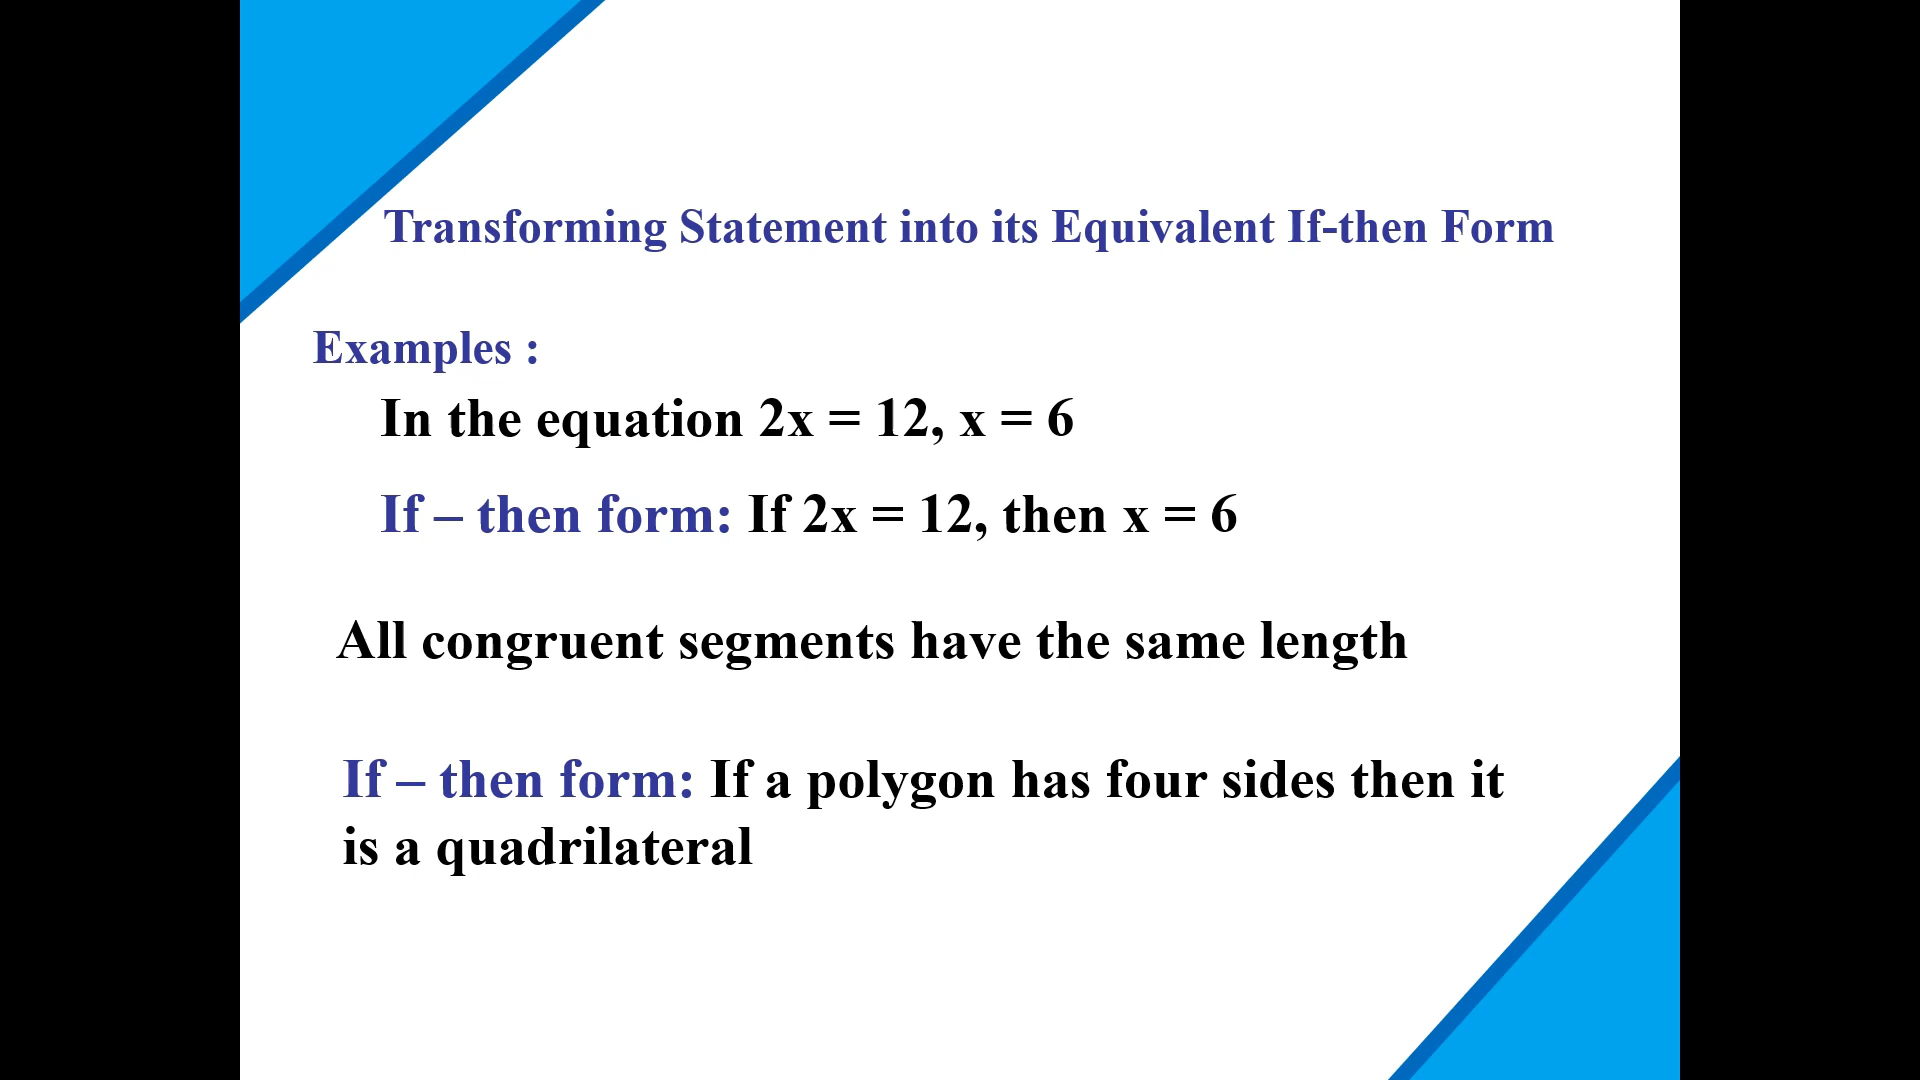 Transforming Statement into its Equivalent If-then Form
Examples :
In the equation 2x = 12, x = 6
If – then form: If 2x = 12, then x = 6
All congruent segments have the same length
If – then form: If a polygon has four sides then it
is a quadrilateral